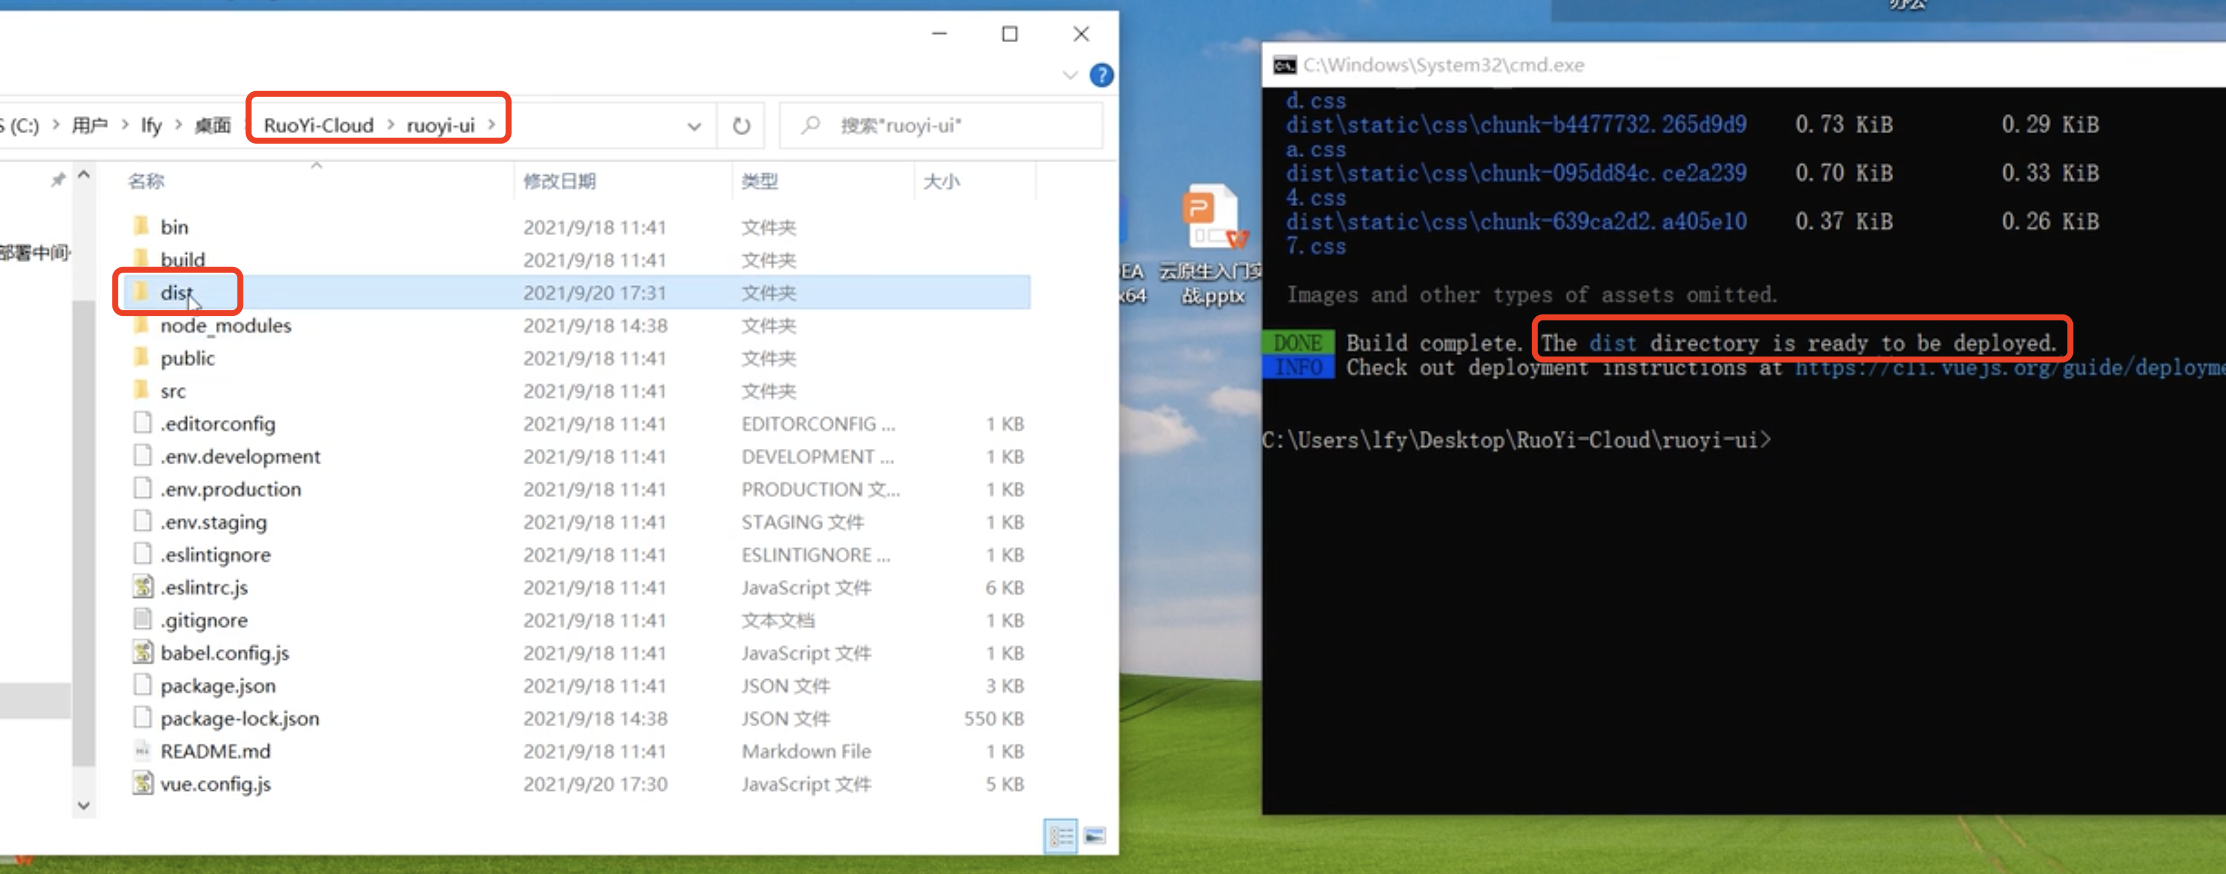 办公
S (C:) > 用户 > lfy > 桌面 RuoYi-Cloud > ruoyi-ui >
搜索"ruoyi-ui"
名称 修改日期 类型 大小
部署中间
bin 2021/9/18 11:41 文件夹
build 2021/9/18 11:41 文件夹
dist 2021/9/20 17:31 文件夹
node_modules 2021/9/18 14:38 文件夹
public 2021/9/18 11:41 文件夹
src 2021/9/18 11:41 文件夹
.editorconfig 2021/9/18 11:41 EDITORCONFIG ... 1 KB
.env.development 2021/9/18 11:41 DEVELOPMENT ... 1 KB
.env.production 2021/9/18 11:41 PRODUCTION 文... 1 KB
.env.staging 2021/9/18 11:41 STAGING 文件 1 KB
.eslintignore 2021/9/18 11:41 ESLINTIGNORE ... 1 KB
.eslintrc.js 2021/9/18 11:41 JavaScript 文件 6 KB
.gitignore 2021/9/18 11:41 文本文档 1 KB
babel.config.js 2021/9/18 11:41 JavaScript 文件 1 KB
package.json 2021/9/18 11:41 JSON 文件 3 KB
package-lock.json 2021/9/18 14:38 JSON 文件 550 KB
README.md 2021/9/18 11:41 Markdown File 1 KB
vue.config.js 2021/9/20 17:30 JavaScript 文件 5 KB
EA
x64
云原生入门实
战.pptx
C:\Windows\System32\cmd.exe
d.css
dist\static\css\chunk-b4477732.265d9d9 0.73 KiB 0.29 KiB
a.css
dist\static\css\chunk-095dd84c.ce2a239 0.70 KiB 0.33 KiB
4.css
dist\static\css\chunk-639ca2d2.a405e10 0.37 KiB 0.26 KiB
7.css
Images and other types of assets omitted.
DONE Build complete. The dist directory is ready to be deployed.
INFO Check out deployment instructions at https://cli.vuejs.org/guide/deployme
C:\Users\lfy\Desktop\RuoYi-Cloud\ruoyi-ui>